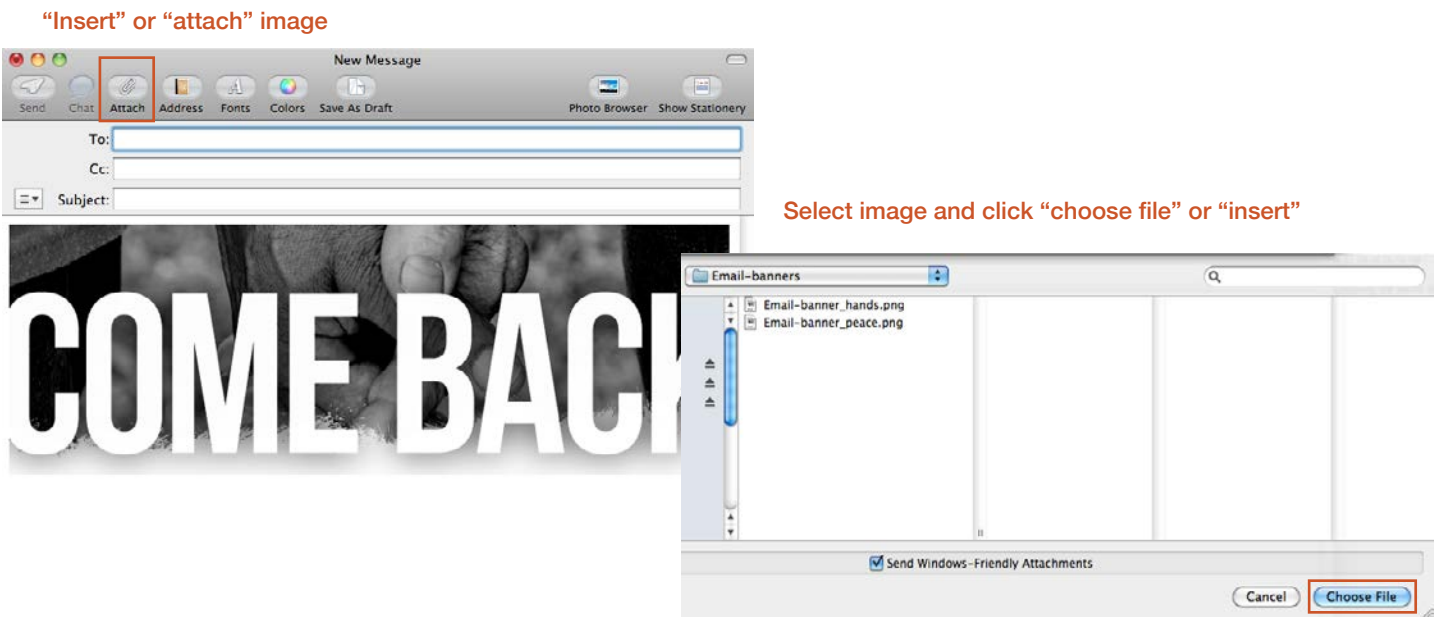 “Insert” or “attach” image
New Message
Send Chat Attach Address Fonts Colors Save As Draft Photo Browser Show Stationery
To:
Cc:
Subject:
COME BACK
Select image and click “choose file” or “insert”
Email-banners
Email-banner_hands.png
Email-banner_peace.png
Send Windows-Friendly Attachments
Cancel Choose File